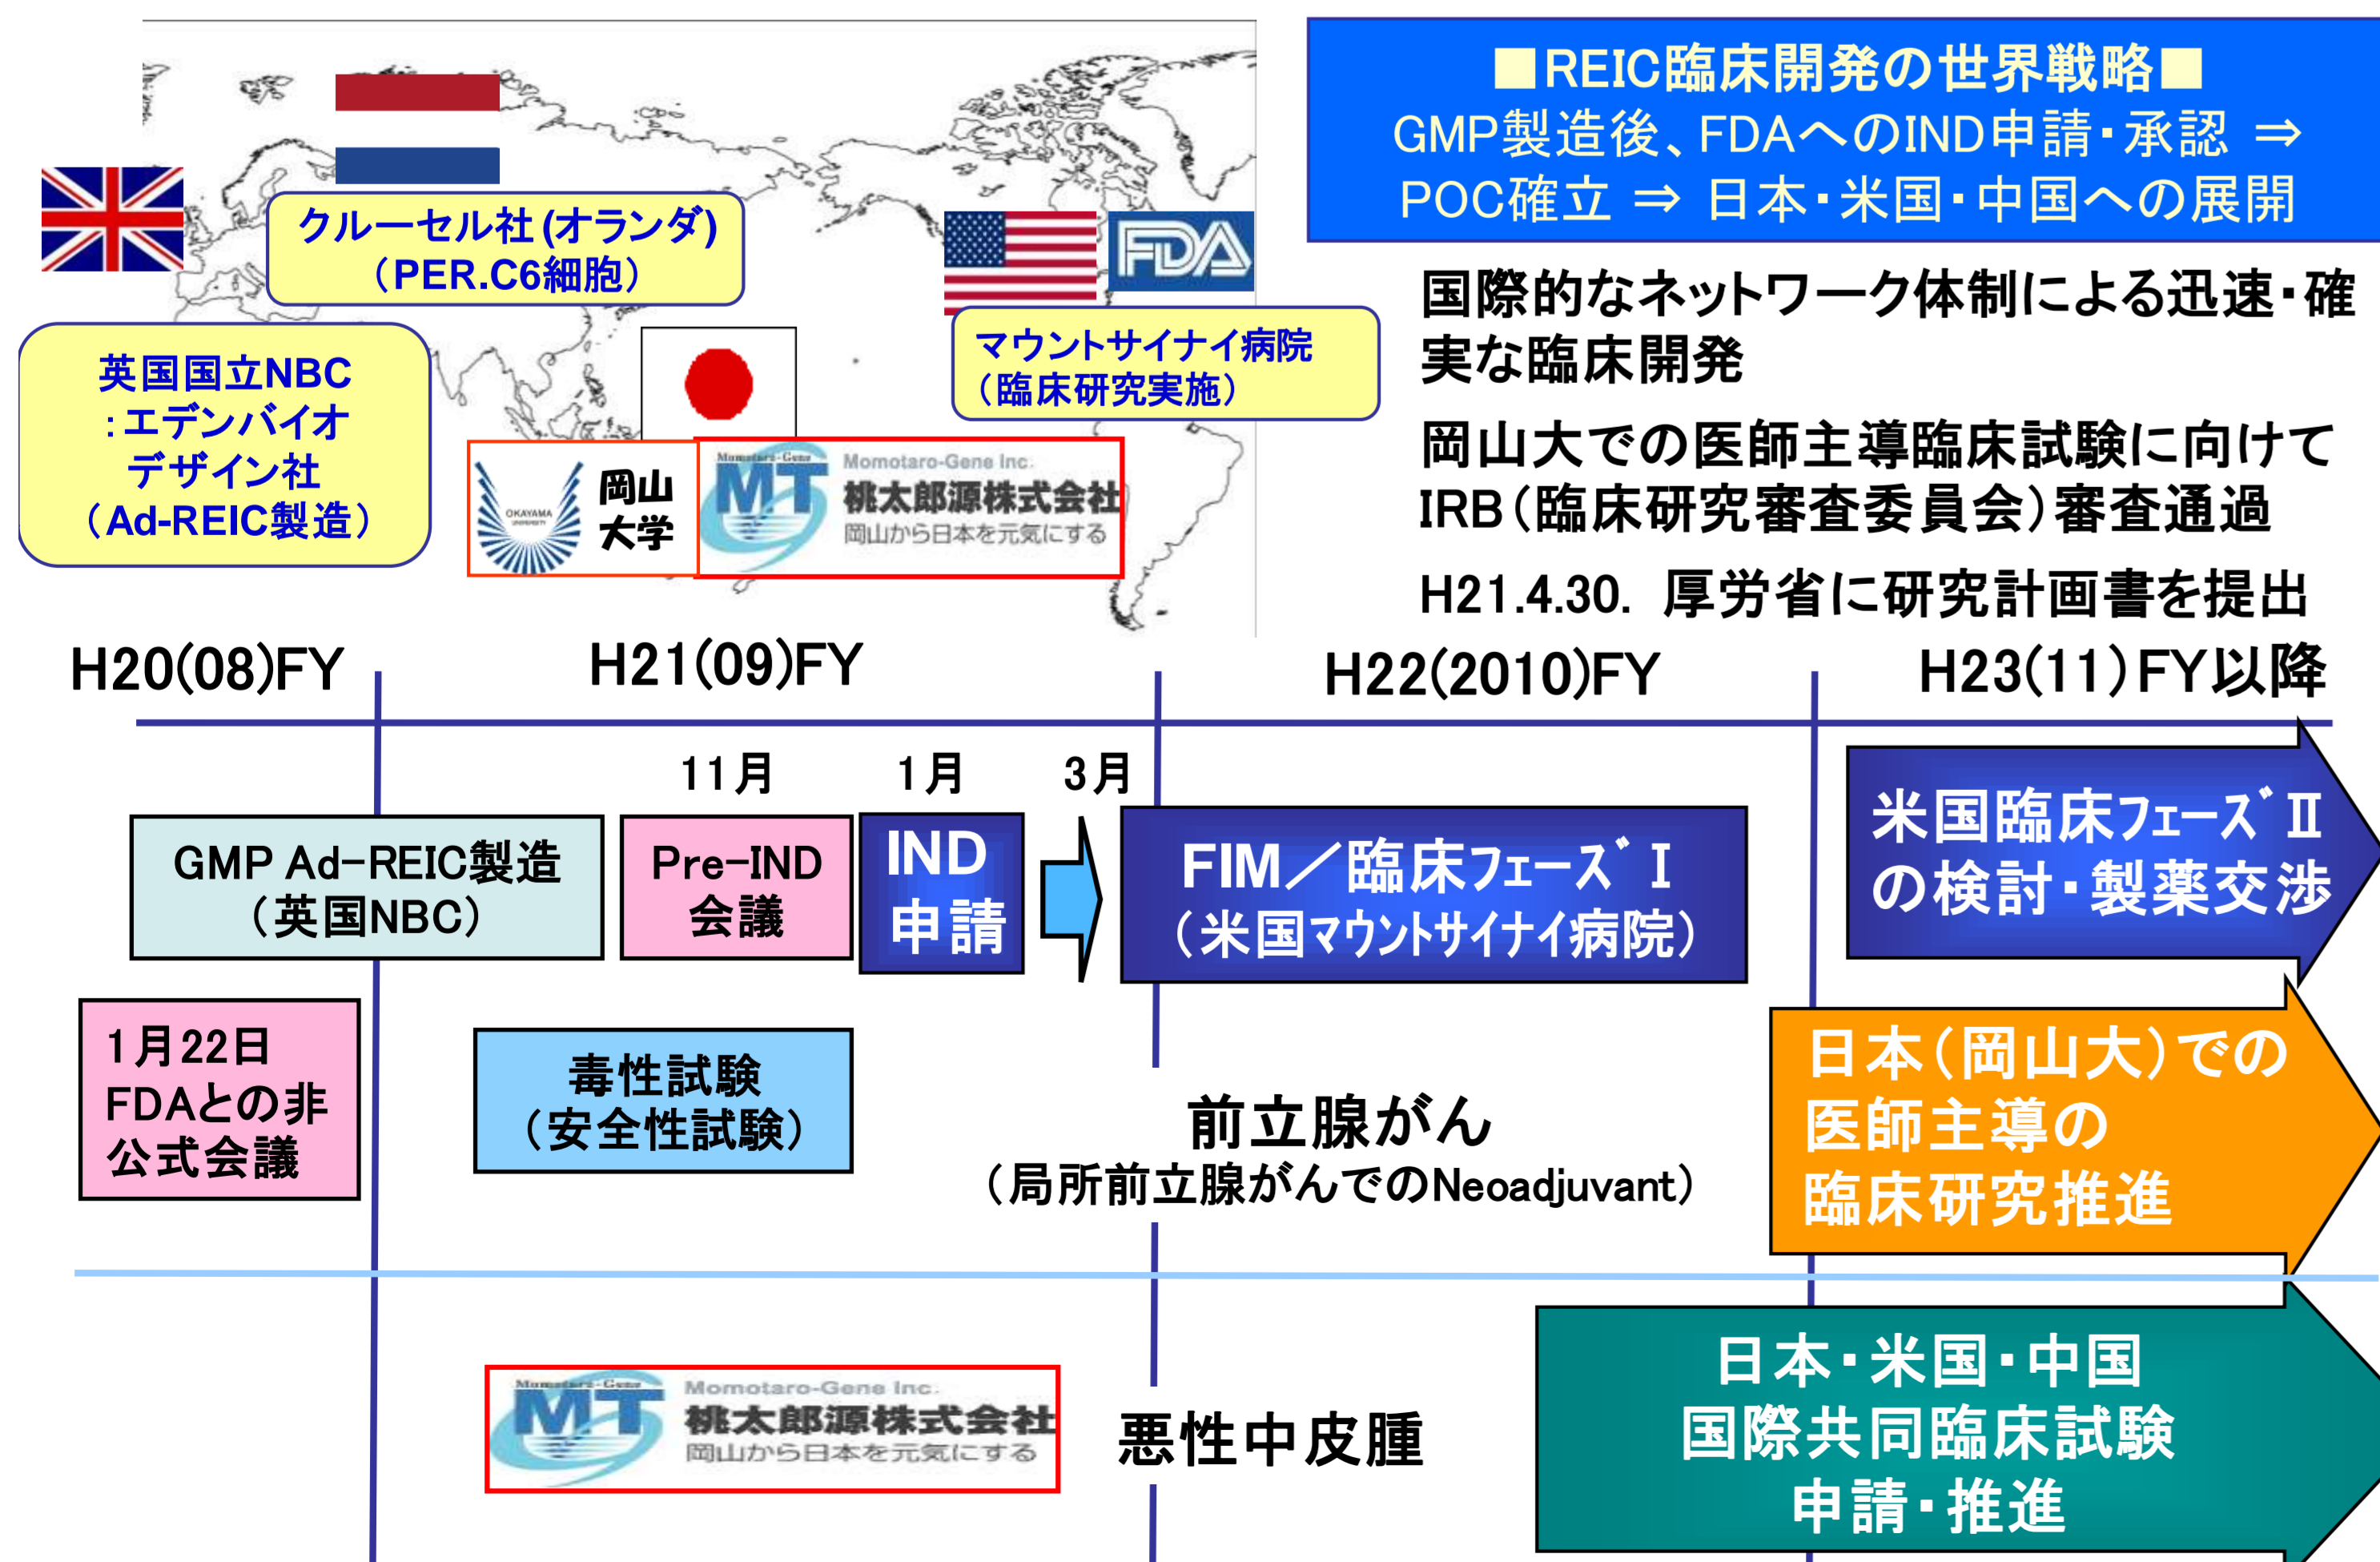 ■REIC臨床開発の世界戦略■
GMP製造後、FDAへのIND申請・承認 ⇒
POC確立 ⇒ 日本・米国・中国への展開
クルーセル社(オランダ)
（PER.C6細胞）
FDA
マウントサイナイ病院
（臨床研究実施）
英国国立NBC
：エデンバイオ
デザイン社
（Ad-REIC製造）
OKAYAMA
UNIVERSITY
岡山
大学
Momotaro-Gene
MT
Momotaro-Gene Inc.
桃太郎源株式会社
岡山から日本を元気にする
国際的なネットワーク体制による迅速・確
実な臨床開発
岡山大での医師主導臨床試験に向けて
IRB（臨床研究審査委員会）審査通過
H21.4.30. 厚労省に研究計画書を提出
H20(08)FY
H21(09)FY
H22(2010)FY
H23(11)FY以降
11月
1月
3月
GMP Ad-REIC製造
（英国NBC）
Pre-IND
会議
IND
申請
FIM／臨床ﾌｪｰｽﾞⅠ
（米国ﾏｳﾝﾄｻｲﾅｲ病院）
米国臨床ﾌｪｰｽﾞⅡ
の検討・製薬交渉
1月22日
FDAとの非
公式会議
毒性試験
（安全性試験）
前立腺がん
（局所前立腺がんでのNeoadjuvant）
日本（岡山大）での
医師主導の
臨床研究推進
Momotaro-Gene
MT
Momotaro-Gene Inc.
桃太郎源株式会社
岡山から日本を元気にする
悪性中皮腫
日本・米国・中国
国際共同臨床試験
申請・推進